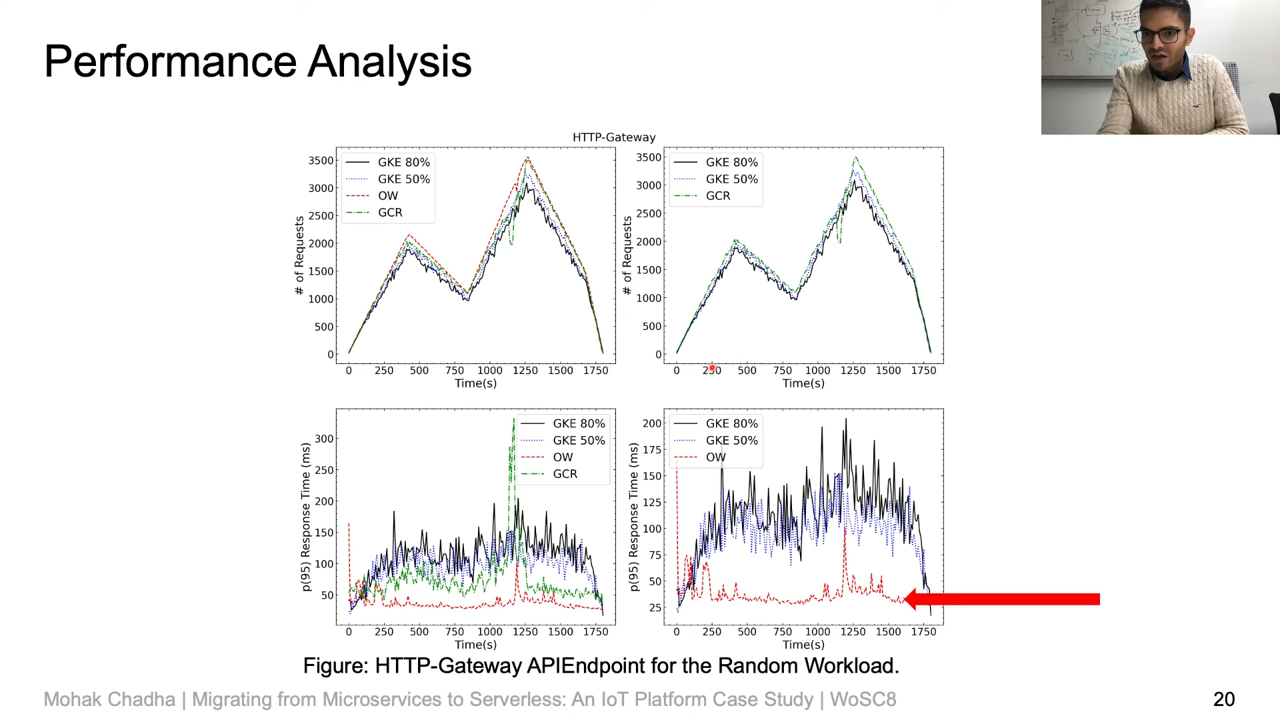 Performance Analysis
HTTP-Gateway
# of Requests
3500
3000
2500
2000
1500
1000
500
0
GKE 80%
GKE 50%
OW
GCR
0 250 500 750 1000 1250 1500 1750
Time(s)
# of Requests
3500
3000
2500
2000
1500
1000
500
0
GKE 80%
GKE 50%
GCR
0 250 500 750 1000 1250 1500 1750
Time(s)
p(95) Response Time (ms)
300
250
200
150
100
50
GKE 80%
GKE 50%
OW
GCR
0 250 500 750 1000 1250 1500 1750
Time(s)
p(95) Response Time (ms)
200
175
150
125
100
75
50
25
GKE 80%
GKE 50%
OW
0 250 500 750 1000 1250 1500 1750
Time(s)
Figure: HTTP-Gateway APIEndpoint for the Random Workload.
Mohak Chadha | Migrating from Microservices to Serverless: An IoT Platform Case Study | WoSC8
20